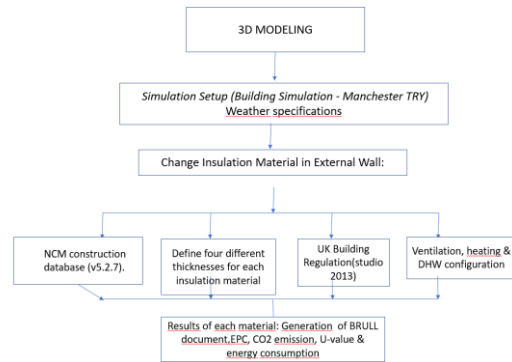 3D MODELING
Simulation Setup (Building Simulation - Manchester TRY)
Weather specifications
Change Insulation Material in External Wall:
NCM construction
database (v5.2.7).
Define four different
thicknesses for each
insulation material
UK Building
Regulation(studio
2013)
Ventilation, heating &
DHW configuration
Results of each material: Generation of BRULL
document,EPC, CO2 emission, U-value &
energy consumption